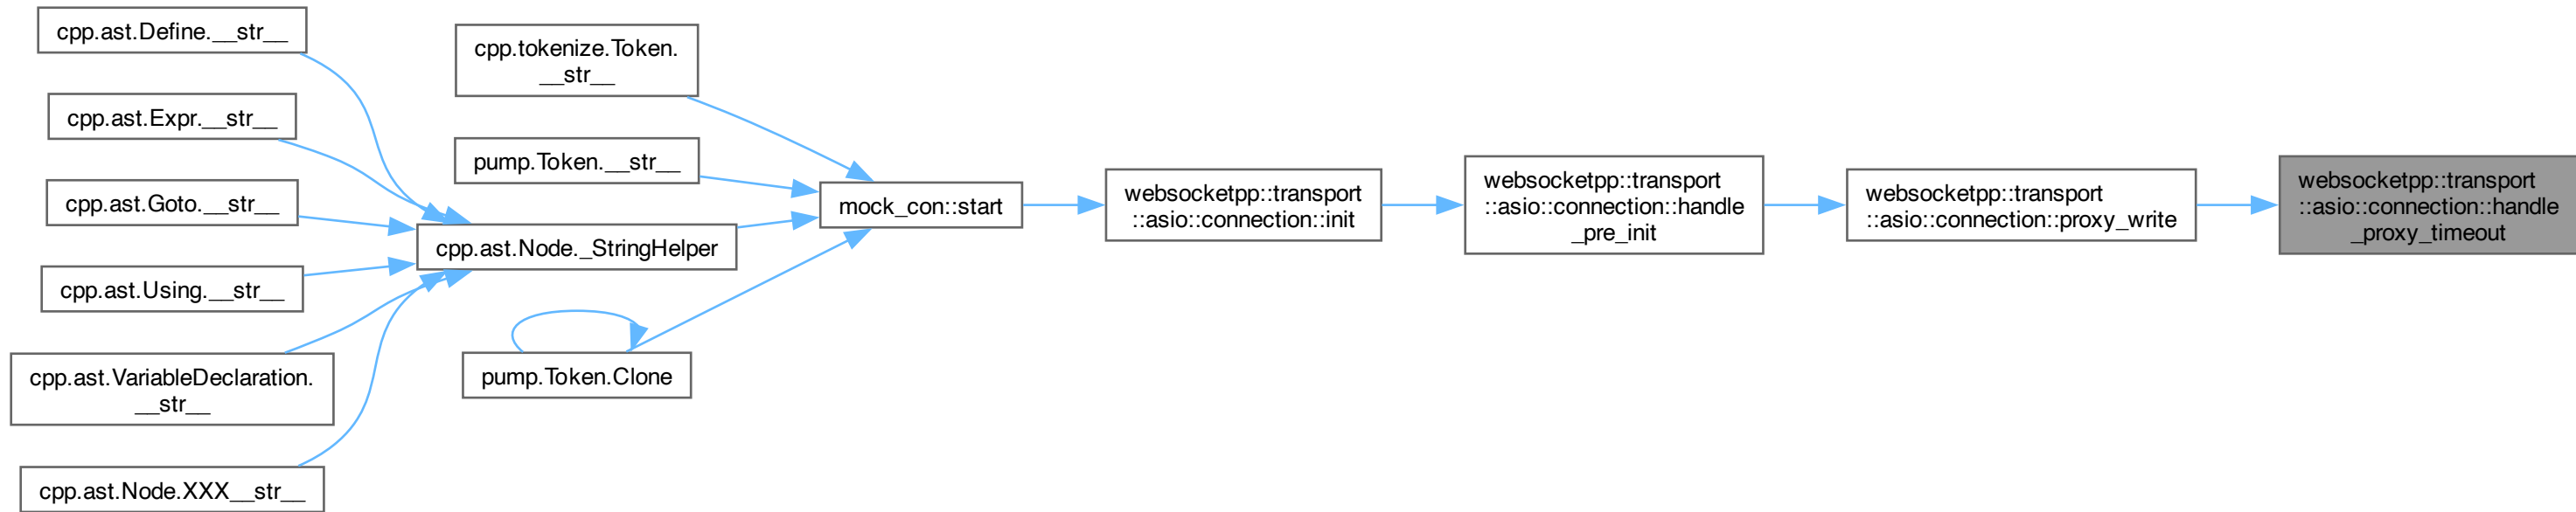 cpp.ast.Define.__str__
cpp.ast.Expr.__str__
cpp.ast.Goto.__str__
cpp.ast.Using.__str__
cpp.ast.VariableDeclaration.
__str__
cpp.ast.Node.XXX__str__
cpp.tokenize.Token.
__str__
pump.Token.__str__
cpp.ast.Node._StringHelper
pump.Token.Clone
mock_con::start
websocketpp::transport
::asio::connection::init
websocketpp::transport
::asio::connection::handle
_pre_init
websocketpp::transport
::asio::connection::proxy_write
websocketpp::transport
::asio::connection::handle
_proxy_timeout